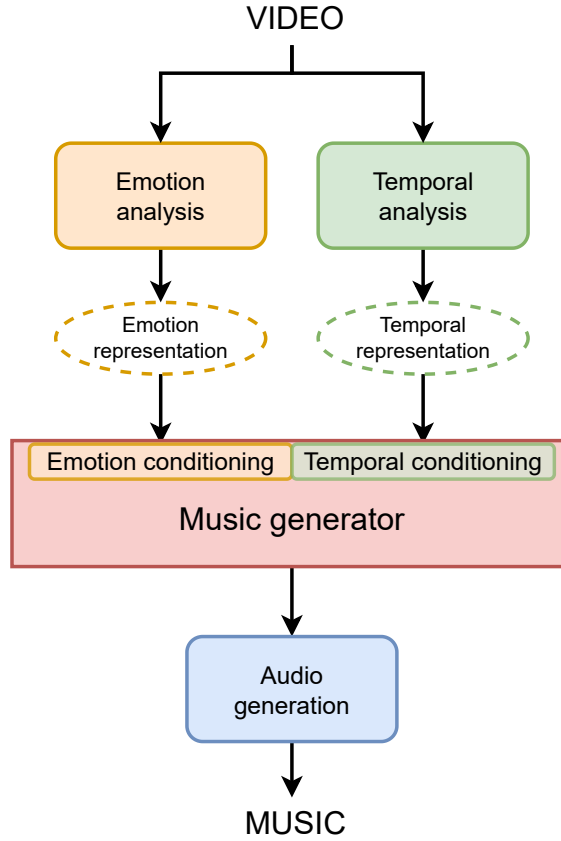 VIDEO
Emotion
analysis
Temporal
analysis
Emotion
representation
Temporal
representation
Emotion conditioning
Temporal conditioning
Music generator
Audio
generation
MUSIC